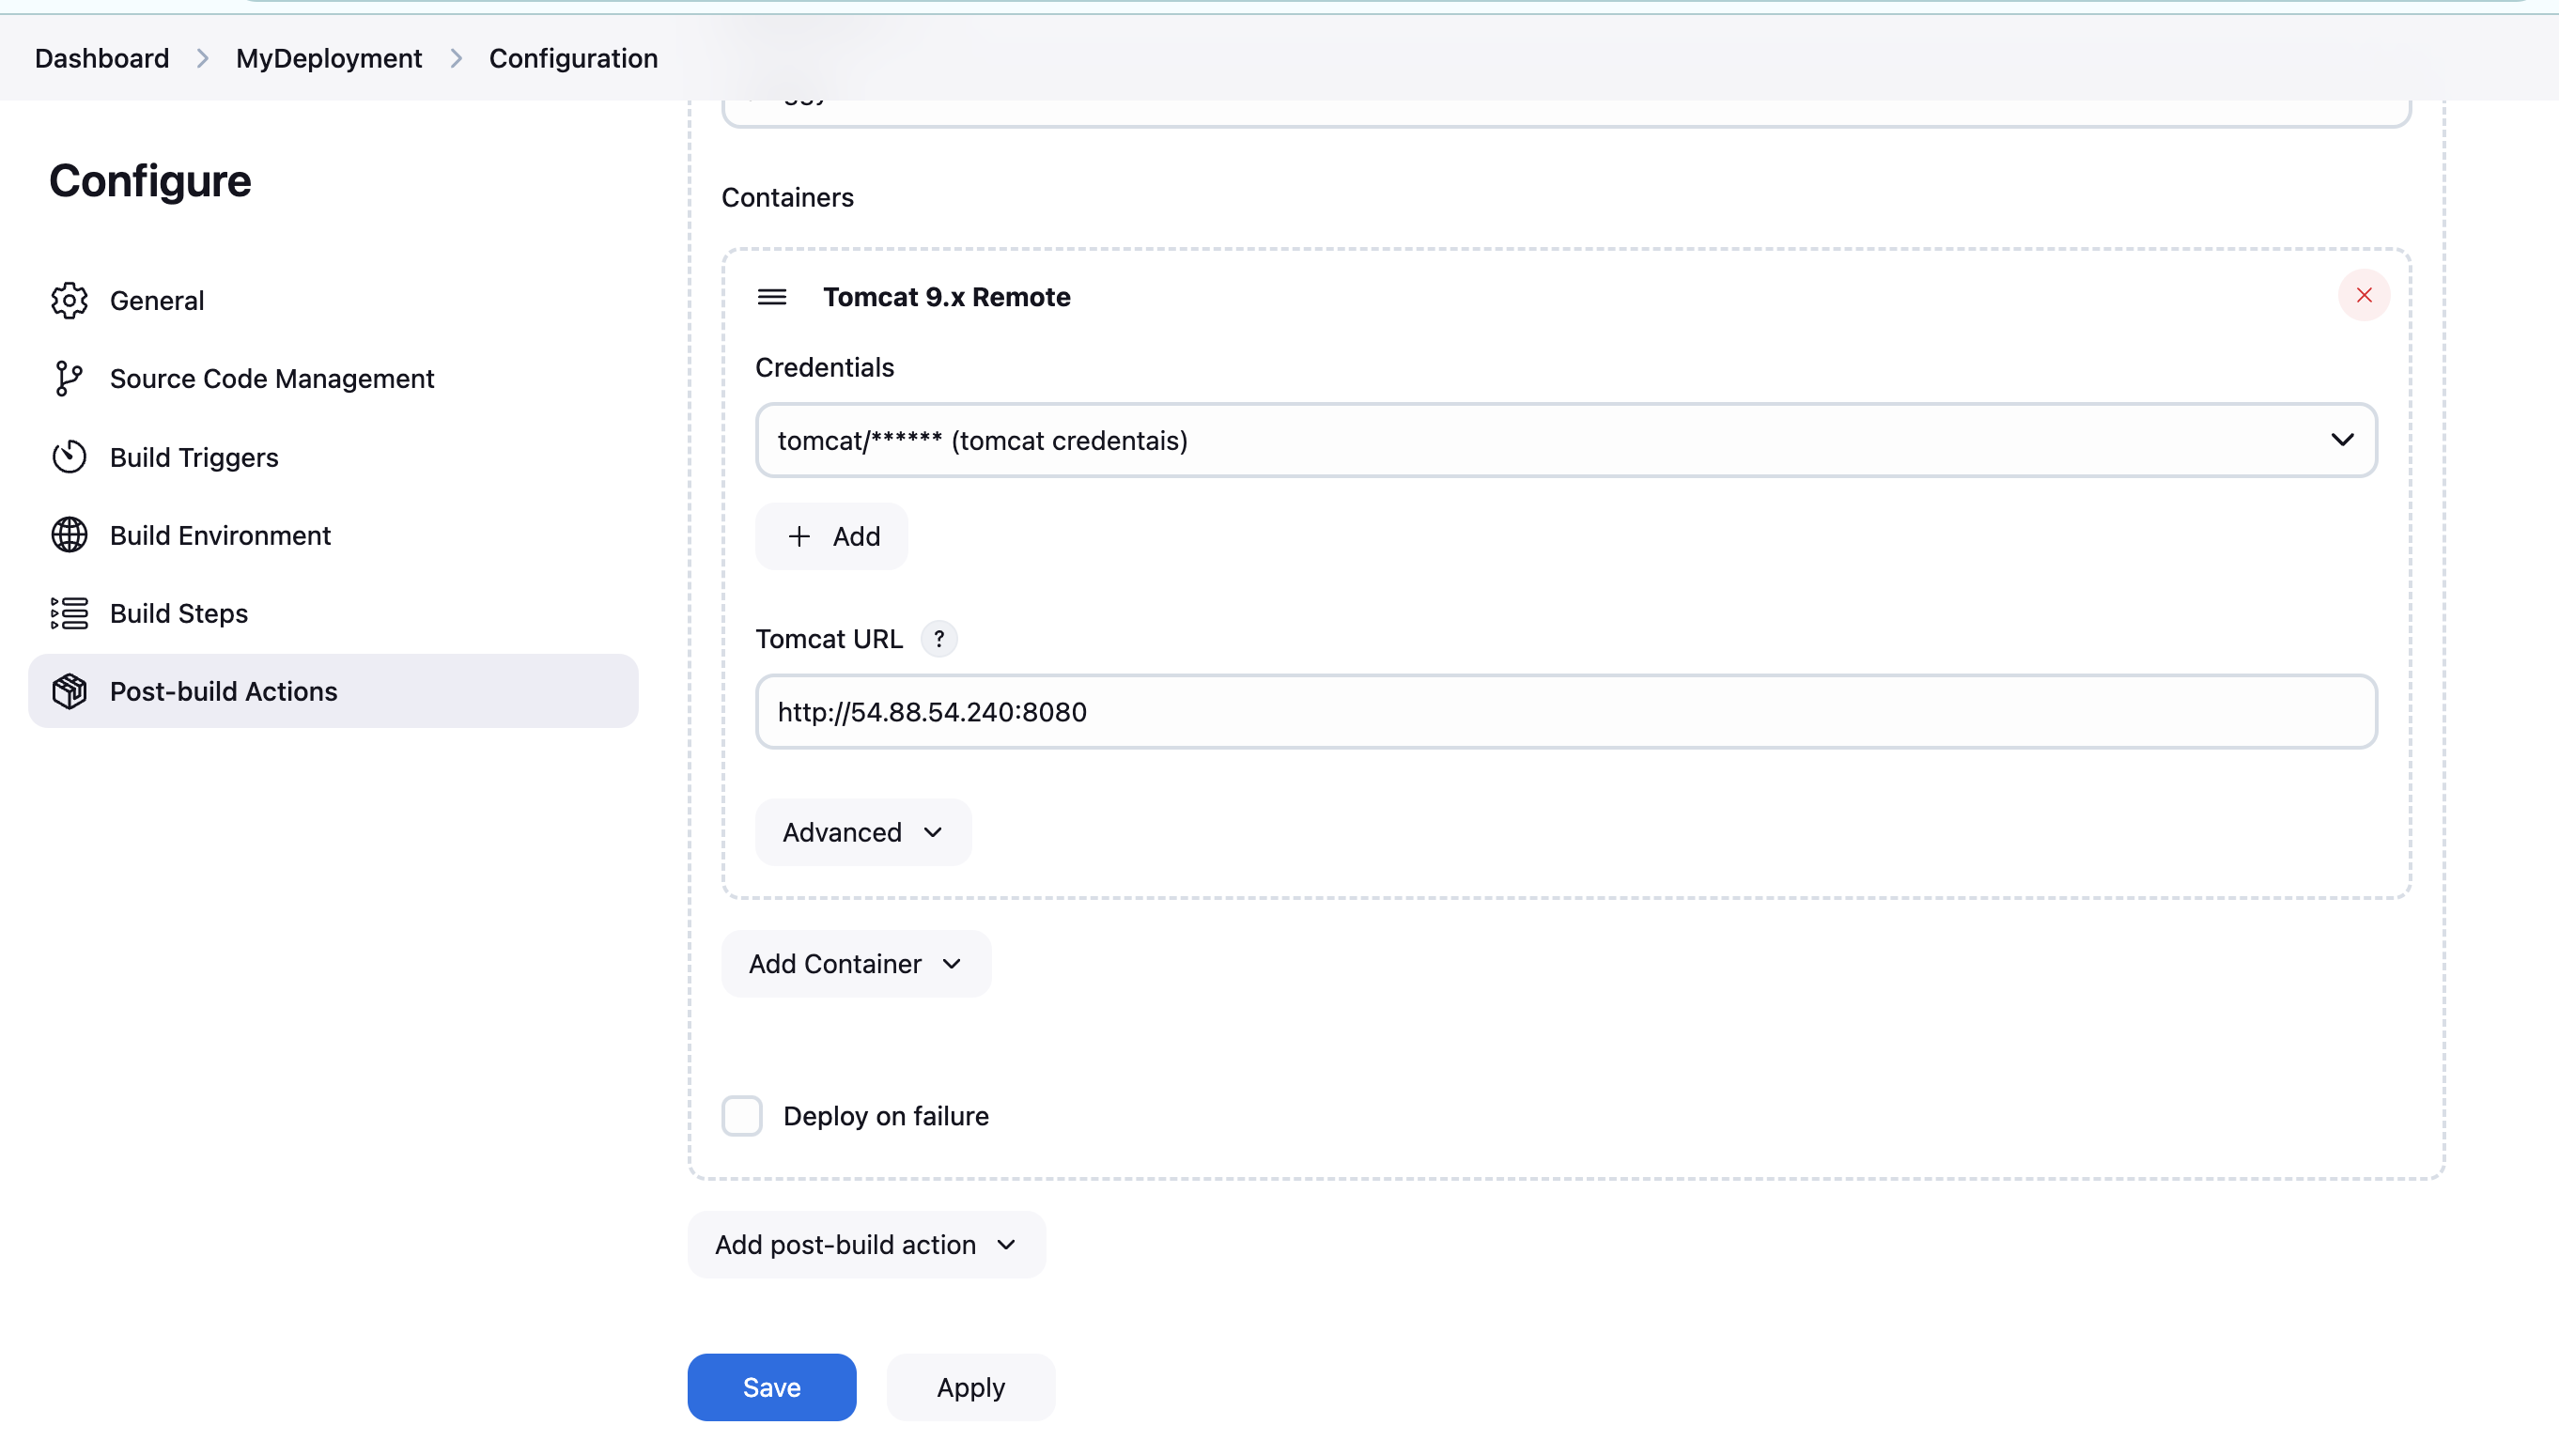 Dashboard > MyDeployment > Configuration
Configure
General
Source Code Management
Build Triggers
Build Environment
Build Steps
Post-build Actions
Containers
Tomcat 9.x Remote
Credentials
tomcat/****** (tomcat credentais)
+ Add
Tomcat URL ?
http://54.88.54.240:8080
Advanced
Add Container
Deploy on failure
Add post-build action
Save
Apply